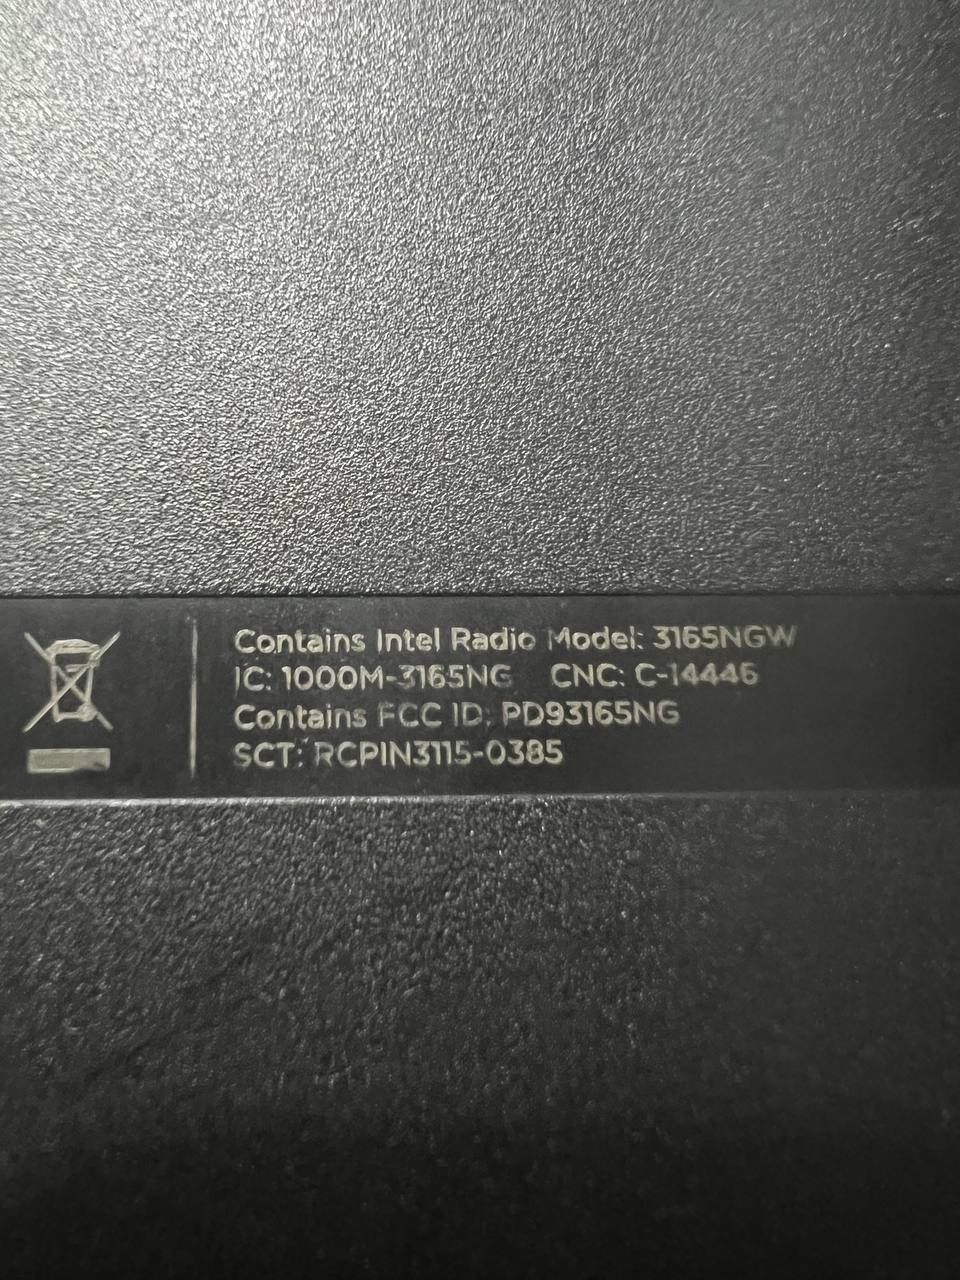 Contains Intel Radio Model: 3165NGW
IC: 1000M-3165NG CNC: C-14446
Contains FCC ID: PD93165NG
SCT: RCPIN3115-0385